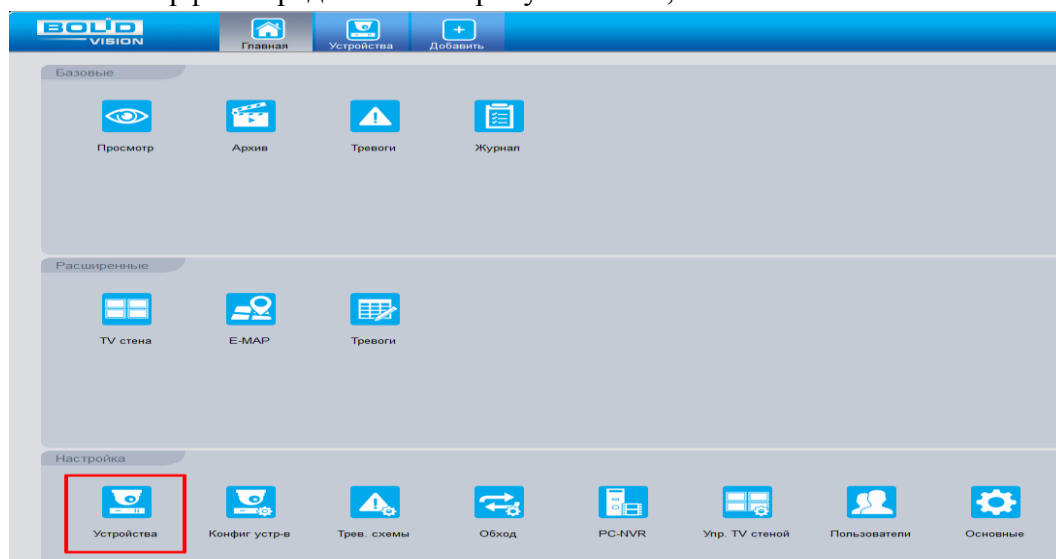 BOLID
VISION
Главная
Устройства
Добавить
Базовые
Просмотр
Архив
Тревоги
Журнал
Расширенные
TV стена
E-MAP
Тревоги
Настройка
Устройства
Конфиг устр-в
Трев. схемы
Обход
PC-NVR
Упр. TV стеной
Пользователи
Основные